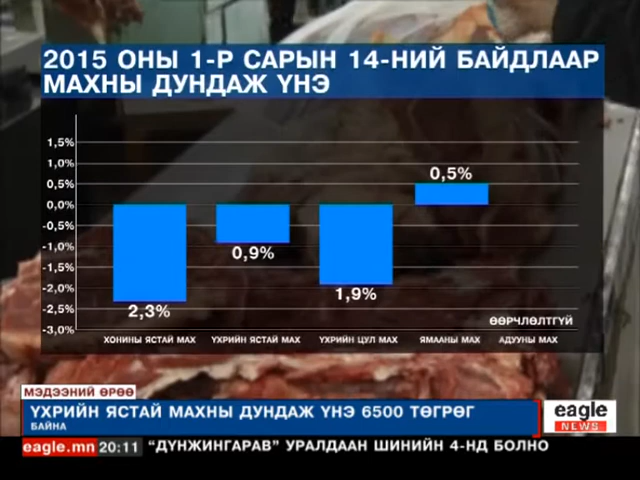 2015 ОНЫ 1-Р САРЫН 14-НИЙ БАЙДЛААР
МАХНЫ ДУНДАЖ ҮНЭ
1,5%
1,0%
0,5%
0,0%
-0,5%
-1,0%
-1,5%
-2,0%
-2,5%
-3,0%
2,3%
0,9%
1,9%
0,5%
ӨӨРЧЛӨЛТГҮЙ
ХОНИНЫ ЯСТАЙ МАХ ҮХРИЙН ЯСТАЙ МАХ ҮХРИЙН ЦУЛ МАХ ЯМААНЫ МАХ АДУУНЫ МАХ
МЭДЭЭНИЙ ӨРӨӨ
ҮХРИЙН ЯСТАЙ МАХНЫ ДУНДАЖ ҮНЭ 6500 ТӨГРӨГ
БАЙНА
eagle
NEWS
eagle.mn 20:11 “ДҮНЖИНГАРАВ” УРАЛДААН ШИНИЙН 4-НД БОЛНО